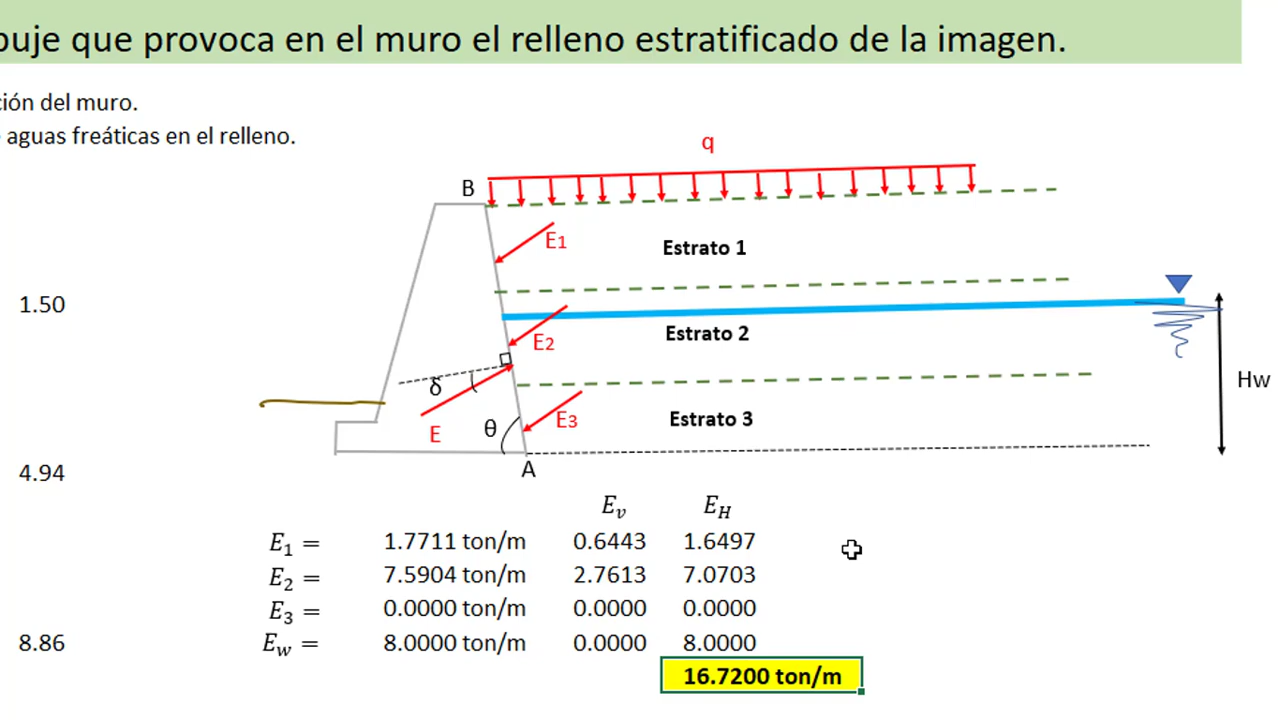 puje que provoca en el muro el relleno estratificado de la imagen.
ción del muro.
aguas freáticas en el relleno.
q
B
E1
Estrato 1
1.50
E2
Estrato 2
δ
Hw
E
θ
E3
Estrato 3
A
4.94
Eᵥ E_H
E₁ = 1.7711 ton/m 0.6443 1.6497
E₂ = 7.5904 ton/m 2.7613 7.0703
E₃ = 0.0000 ton/m 0.0000 0.0000
8.86 E_w = 8.0000 ton/m 0.0000 8.0000
16.7200 ton/m